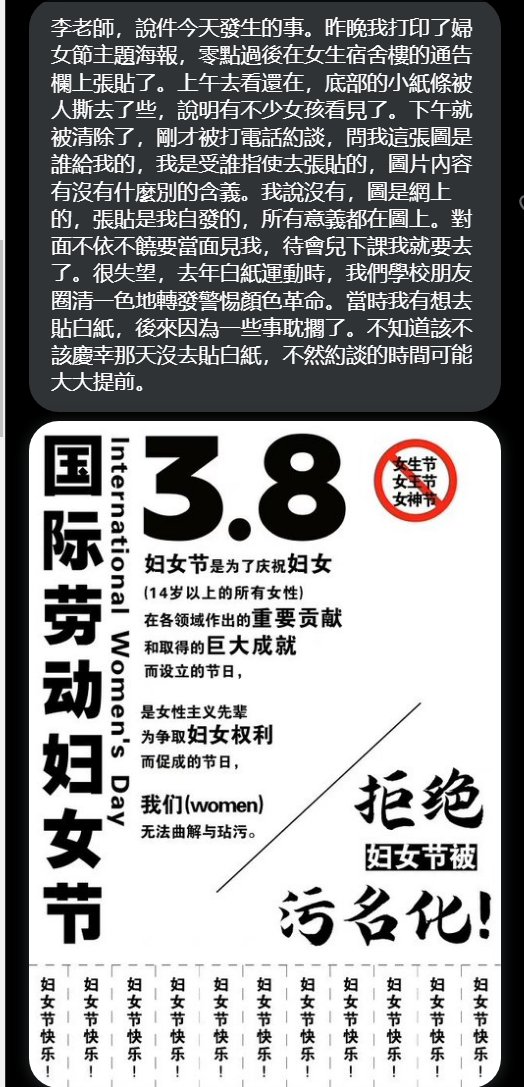 李老師，說件今天發生的事。昨晚我打印了婦
女節主題海報，零點過後在女生宿舍樓的通告
欄上張貼了。上午去看還在，底部的小紙條被
人撕去了些，說明有不少女孩看見了。下午就
被清除了，剛才被打電話約談，問我這張圖是
誰給我的，我是受誰指使去張貼的，圖片內容
有沒有什麼別的含義。我說沒有，圖是網上
的，張貼是我自發的，所有意義都在圖上。對
面不依不饒要當面見我，待會兒下課我就要去
了。很失望，去年白紙運動時，我們學校朋友
圈清一色地轉發警惕顏色革命。當時我有想去
貼白紙，後來因為一些事耽擱了。不知道該不
該慶幸那天沒去貼白紙，不然約談的時間可能
大大提前。
国际劳动妇女节
International Women's Day
3.8
女生节
女王节
女神节
妇女节是为了庆祝妇女
(14岁以上的所有女性)
在各领域作出的重要贡献
和取得的巨大成就
而设立的节日，
是女性主义先辈
为争取妇女权利
而促成的节日，
我们(women)
无法曲解与玷污。
拒绝
妇女节被
污名化!
妇女节快乐!
妇女节快乐!
妇女节快乐!
妇女节快乐!
妇女节快乐!
妇女节快乐!
妇女节快乐!
妇女节快乐!
妇女节快乐!
妇女节快乐!
妇女节快乐!